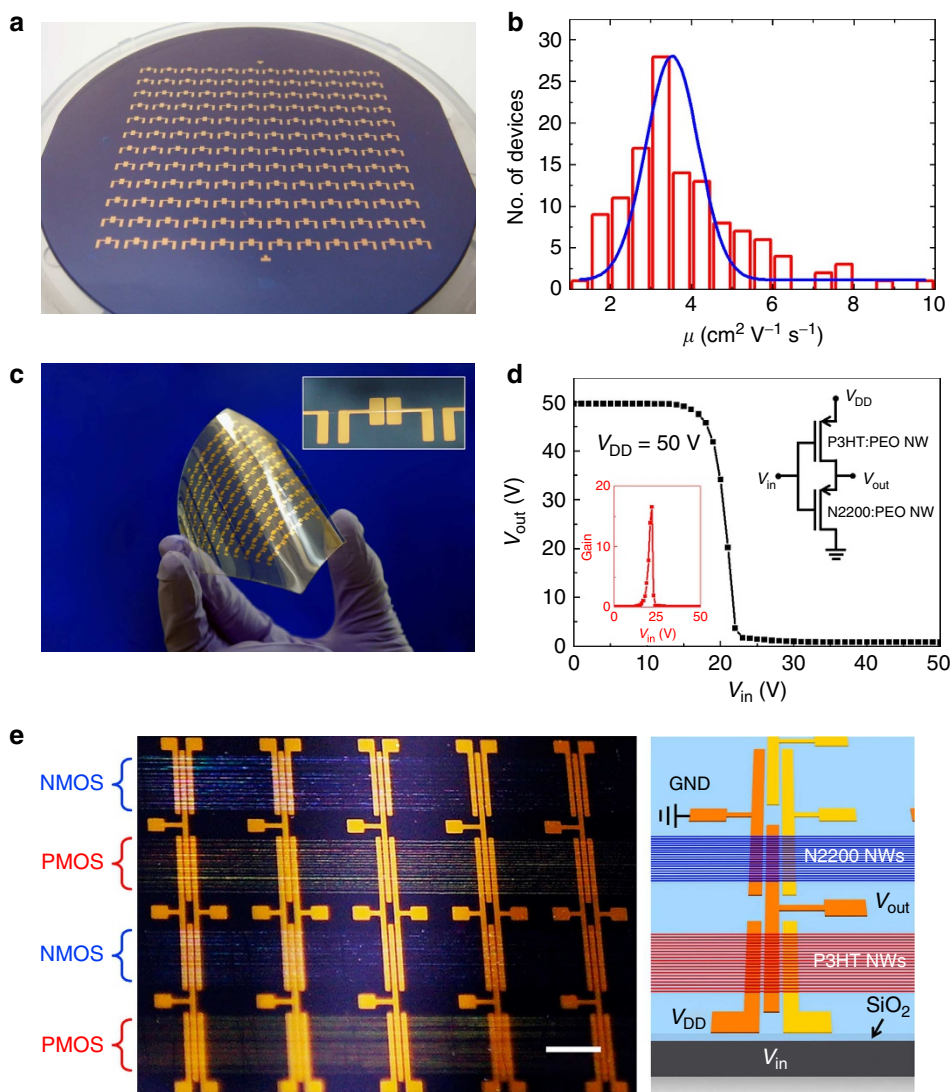 a
b
30
25
20
15
10
5
0
No. of devices
2
4
6
8
10
μ (cm² V⁻¹ s⁻¹)
c
d
50
40
30
20
10
0
V_out (V)
V_DD = 50 V
20
10
0
Gain
0
25
50
V_in (V)
V_DD
P3HT:PEO NW
V_in
V_out
N2200:PEO NW
0
10
20
30
40
50
V_in (V)
e
NMOS
PMOS
NMOS
PMOS
GND
N2200 NWs
V_out
P3HT NWs
V_DD
SiO₂
V_in